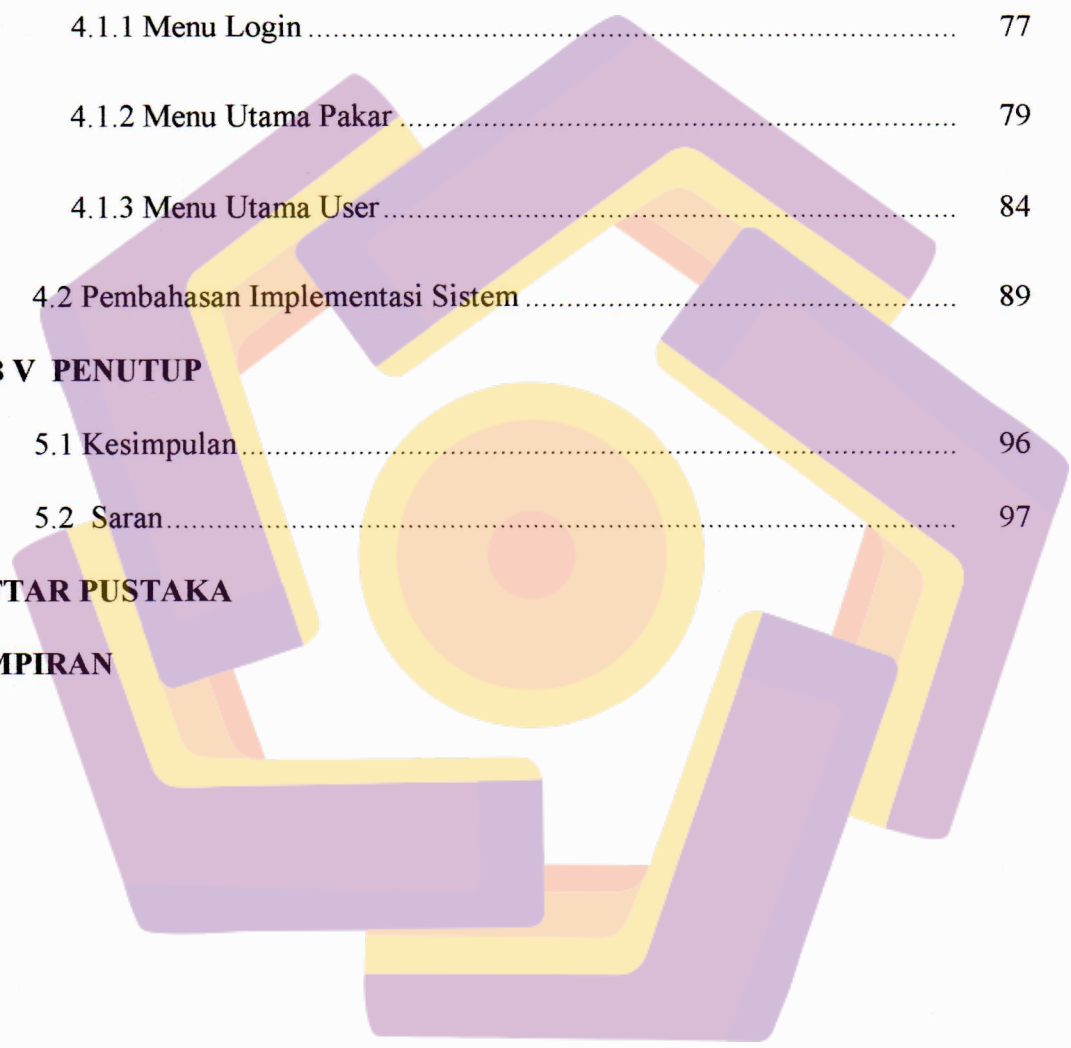 4.1.1 Menu Login ........................................................................ 77
4.1.2 Menu Utama Pakar ........................................................................ 79
4.1.3 Menu Utama User ........................................................................ 84
4.2 Pembahasan Implementasi Sistem ........................................................................ 89
V PENUTUP
5.1 Kesimpulan ........................................................................ 96
5.2 Saran ........................................................................ 97
TAR PUSTAKA
MPIRAN